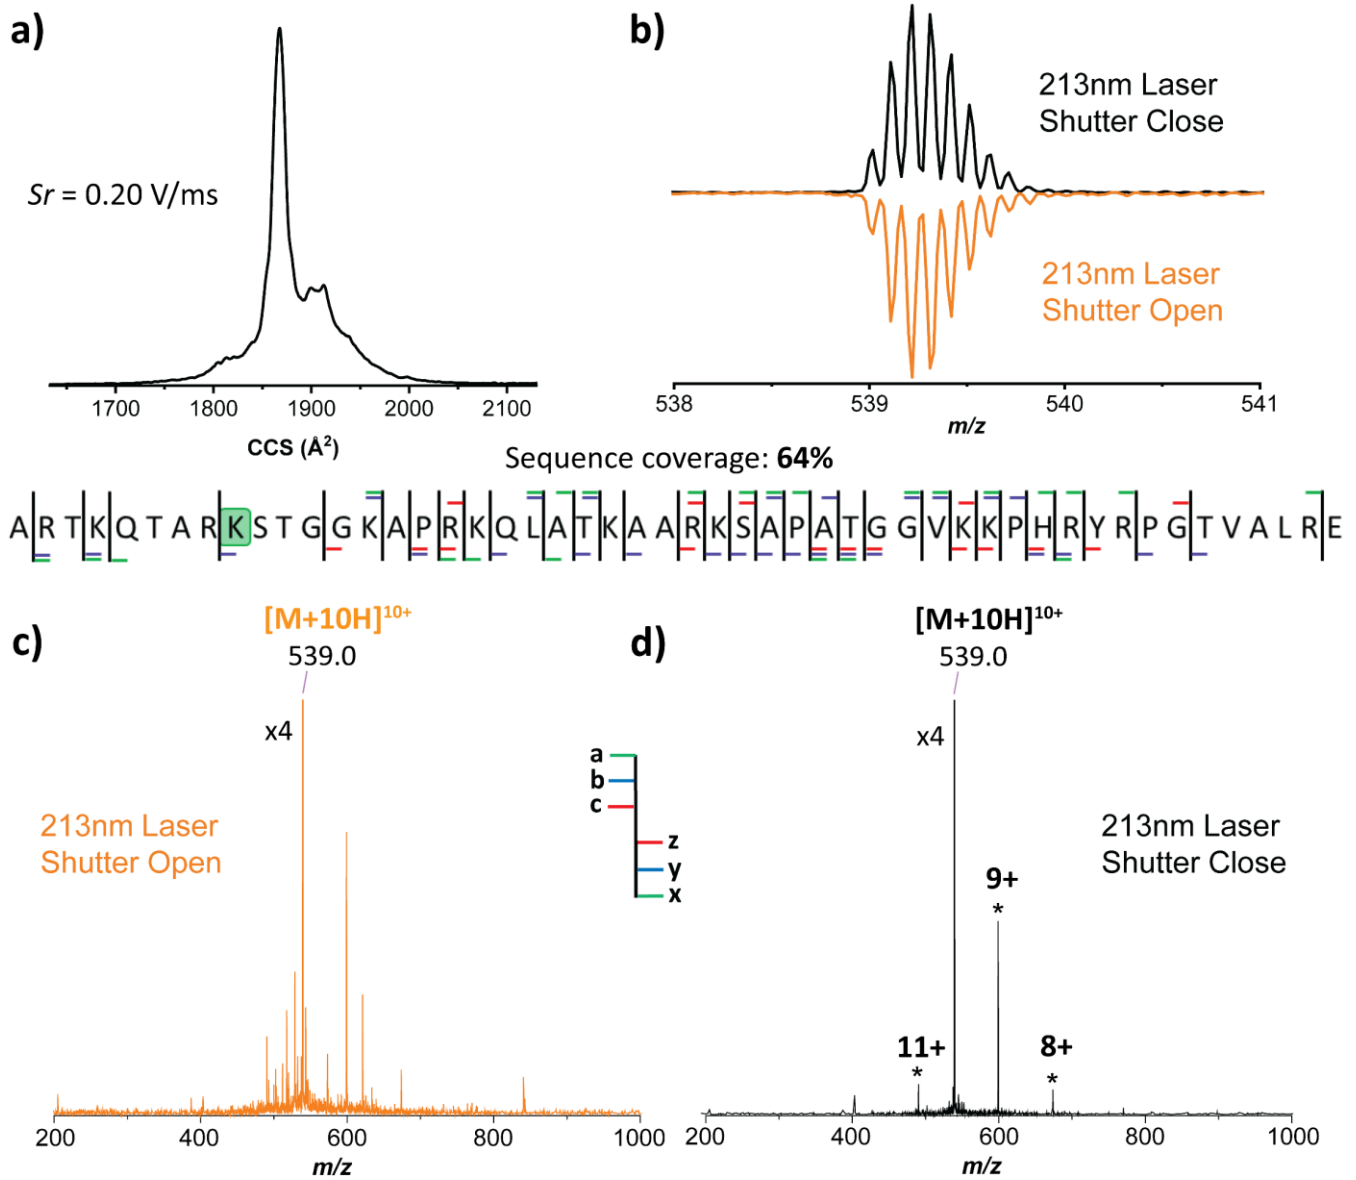 a)
Sr = 0.20 V/ms
1700 1800 1900 2000 2100
CCS (Å²)
b)
213nm Laser
Shutter Close
213nm Laser
Shutter Open
538 539 540 541
m/z
Sequence coverage: 64%
A R T K Q T A R K S T G G K A P R K Q L A T K A A R K S A P A T G G V K K P H R Y R P G T V A L R E
c)
[M+10H]¹⁰⁺
539.0
x4
213nm Laser
Shutter Open
200 400 600 800 1000
m/z
a
b
c
z
y
x
d)
[M+10H]¹⁰⁺
539.0
x4
213nm Laser
Shutter Close
9+
*
11+
*
8+
*
200 400 600 800 1000
m/z